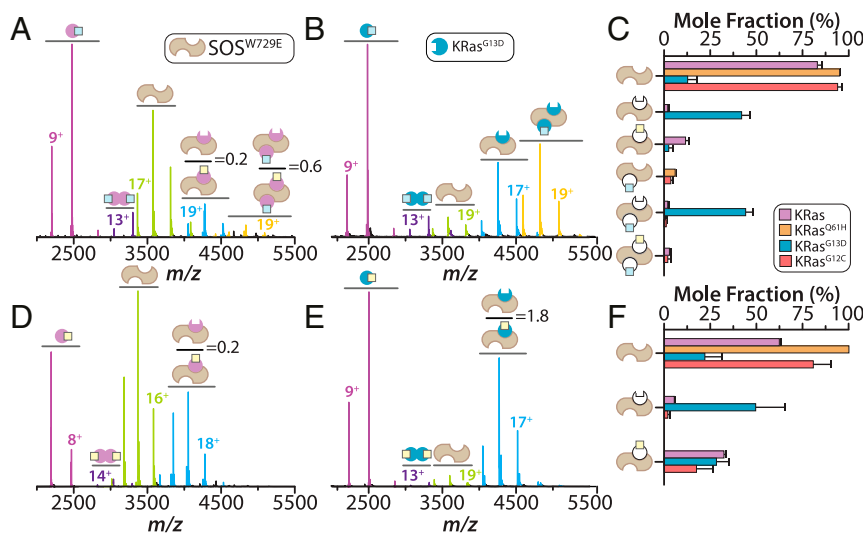 A
SOS^W729E
9+
13+
17+
=0.2
19+
=0.6
19+
2500 3500 4500 5500
m/z
B
KRas^G13D
9+
13+
19+
17+
19+
2500 3500 4500 5500
m/z
C
Mole Fraction (%)
0 25 50 75 100
KRas
KRas^Q61H
KRas^G13D
KRas^G12C
D
8+
14+
16+
=0.2
18+
2500 3500 4500 5500
m/z
E
9+
13+
19+
=1.8
17+
2500 3500 4500 5500
m/z
F
Mole Fraction (%)
0 25 50 75 100